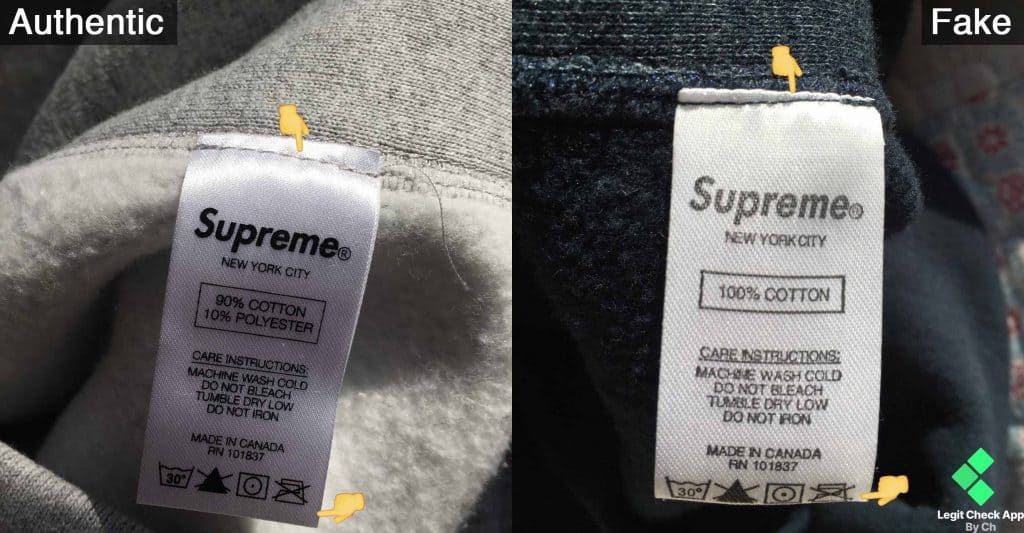 Authentic
Supreme®
NEW YORK CITY
90% COTTON
10% POLYESTER
CARE INSTRUCTIONS:
MACHINE WASH COLD
DO NOT BLEACH
TUMBLE DRY LOW
DO NOT IRON
MADE IN CANADA
RN 101837
30°
Fake
Supreme®
NEW YORK CITY
100% COTTON
CARE INSTRUCTIONS:
MACHINE WASH COLD
DO NOT BLEACH
TUMBLE DRY LOW
DO NOT IRON
MADE IN CANADA
RN 101837
30°
Legit Check App
By Ch